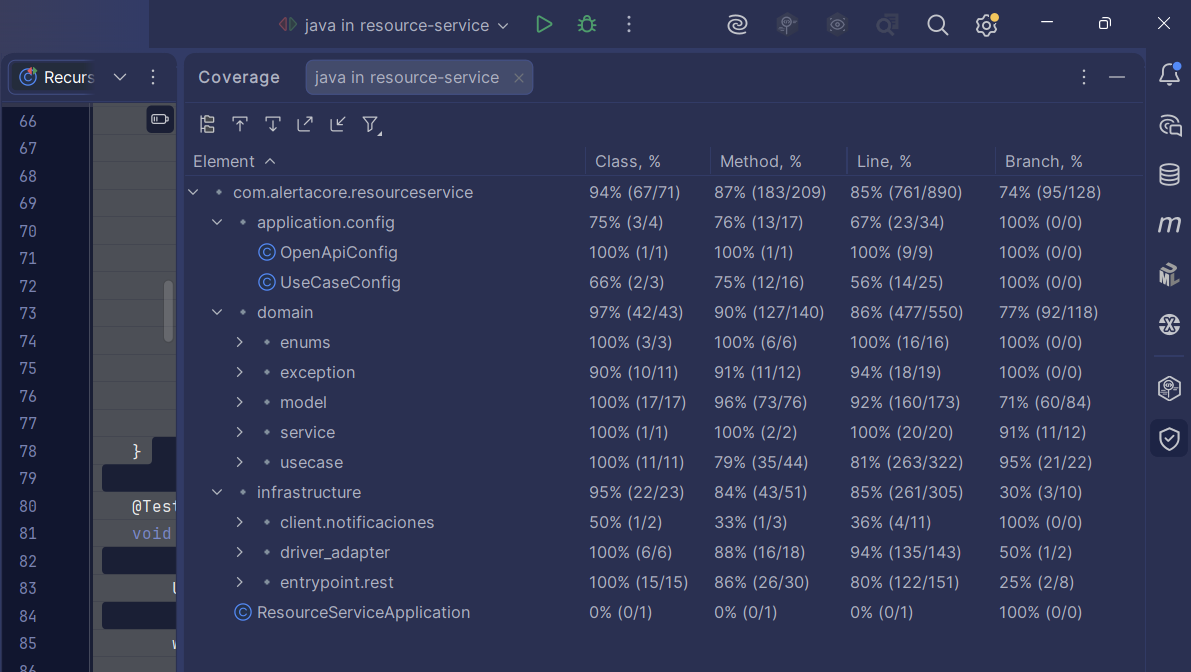 java in resource-service
Recurs
Coverage
java in resource-service
66
67
68
69
70
71
72
73
74
75
76
77
78 }
79
80 @Test
81 void
82
83
84
85
86
Element Class, % Method, % Line, % Branch, %
com.alertacore.resourceservice 94% (67/71) 87% (183/209) 85% (761/890) 74% (95/128)
application.config 75% (3/4) 76% (13/17) 67% (23/34) 100% (0/0)
OpenApiConfig 100% (1/1) 100% (1/1) 100% (9/9) 100% (0/0)
UseCaseConfig 66% (2/3) 75% (12/16) 56% (14/25) 100% (0/0)
domain 97% (42/43) 90% (127/140) 86% (477/550) 77% (92/118)
enums 100% (3/3) 100% (6/6) 100% (16/16) 100% (0/0)
exception 90% (10/11) 91% (11/12) 94% (18/19) 100% (0/0)
model 100% (17/17) 96% (73/76) 92% (160/173) 71% (60/84)
service 100% (1/1) 100% (2/2) 100% (20/20) 91% (11/12)
usecase 100% (11/11) 79% (35/44) 81% (263/322) 95% (21/22)
infrastructure 95% (22/23) 84% (43/51) 85% (261/305) 30% (3/10)
client.notificaciones 50% (1/2) 33% (1/3) 36% (4/11) 100% (0/0)
driver_adapter 100% (6/6) 88% (16/18) 94% (135/143) 50% (1/2)
entrypoint.rest 100% (15/15) 86% (26/30) 80% (122/151) 25% (2/8)
ResourceServiceApplication 0% (0/1) 0% (0/1) 0% (0/1) 100% (0/0)
m
ML